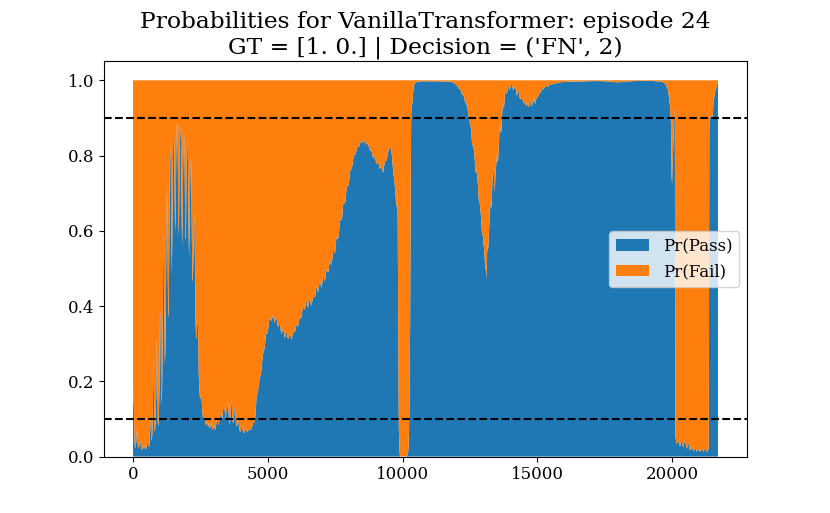 Probabilities for VanillaTransformer: episode 24
GT = [1. 0.] | Decision = ('FN', 2)
1.0
0.8
0.6
0.4
0.2
0.0
Pr(Pass)
Pr(Fail)
0
5000
10000
15000
20000